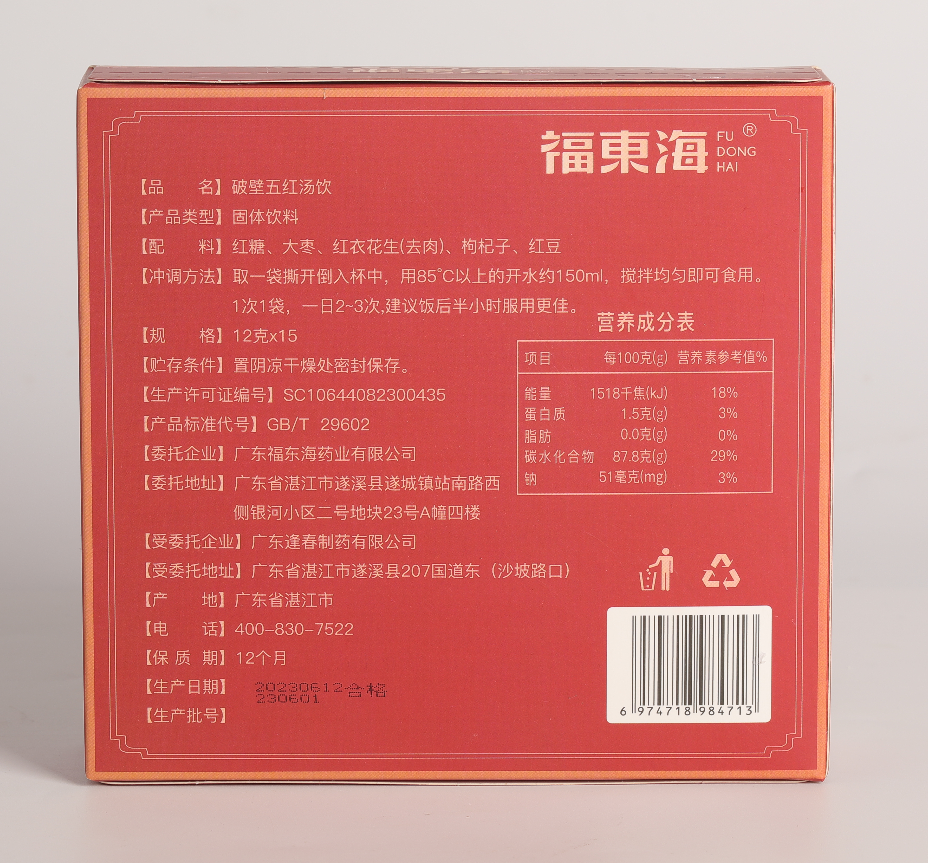 福東海 FU DONG HAI ®
【品 名】破壁五红汤饮
【产品类型】固体饮料
【配 料】红糖、大枣、红衣花生(去肉)、枸杞子、红豆
【冲调方法】取一袋撕开倒入杯中，用85℃以上的开水约150ml，搅拌均匀即可食用。
1次1袋，一日2~3次,建议饭后半小时服用更佳。
【规 格】12克x15
【贮存条件】置阴凉干燥处密封保存。
【生产许可证编号】SC10644082300435
【产品标准代号】GB/T 29602
【委托企业】广东福东海药业有限公司
【委托地址】广东省湛江市遂溪县遂城镇站南路西
侧银河小区二号地块23号A幢四楼
【受委托企业】广东逢春制药有限公司
【受委托地址】广东省湛江市遂溪县207国道东（沙坡路口）
【产 地】广东省湛江市
【电 话】400-830-7522
【保 质 期】12个月
【生产日期】 20230612合格
230601
【生产批号】
营养成分表
项目 每100克(g) 营养素参考值%
能量 1518千焦(kJ) 18%
蛋白质 1.5克(g) 3%
脂肪 0.0克(g) 0%
碳水化合物 87.8克(g) 29%
钠 51毫克(mg) 3%
6 974718 984713